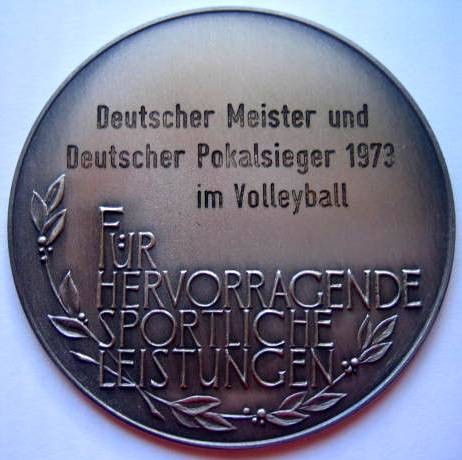 Deutscher Meister und
Deutscher Pokalsieger 1973
im Volleyball
FÜR
HERVORRAGENDE
SPORTLICHE
LEISTUNGEN